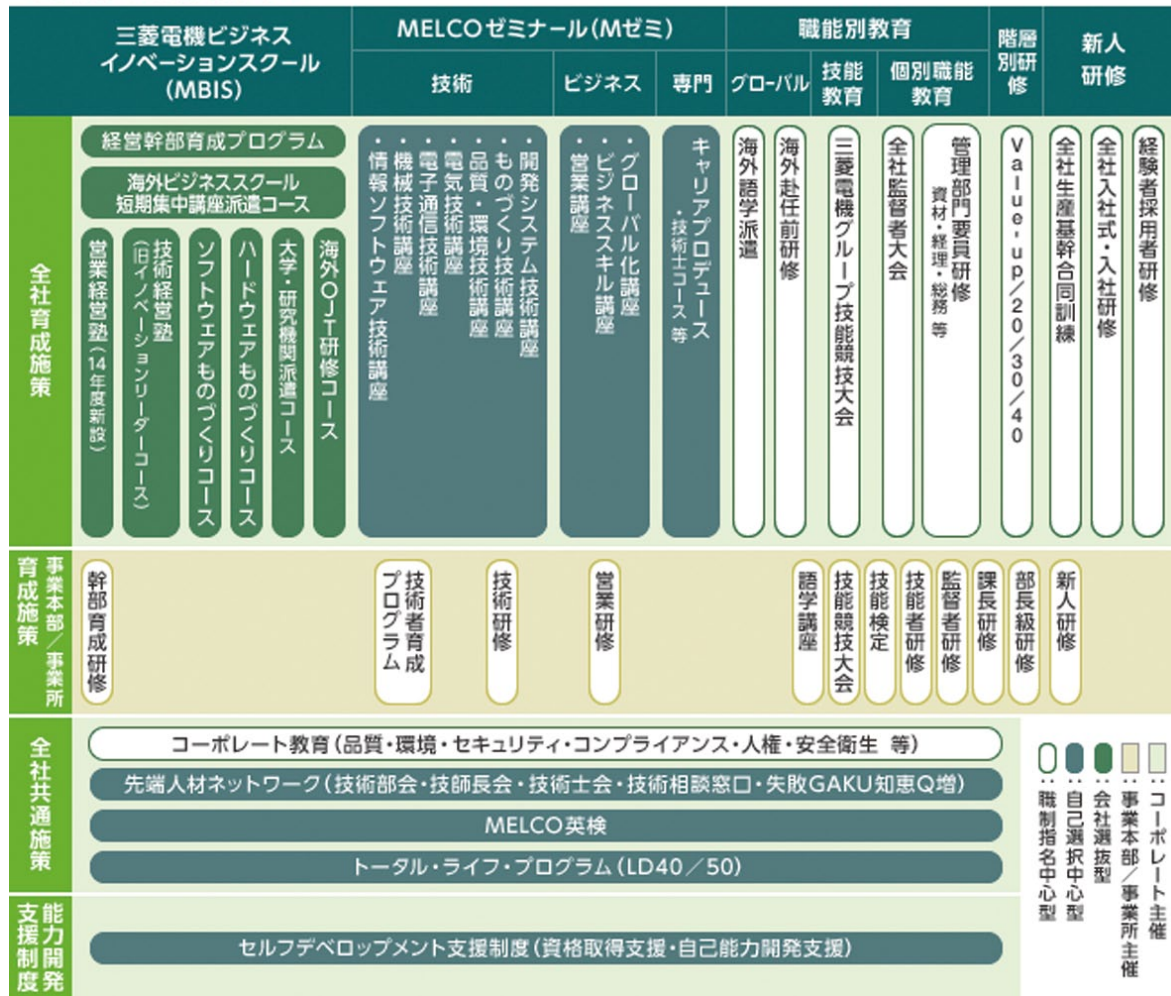 三菱電機ビジネス
イノベーションスクール
(MBIS)
MELCOゼミナール(Mゼミ)
技術
ビジネス
専門
職能別教育
グローバル
技能
教育
個別職能
教育
階層
別研
修
新人
研修
全社育成施策
経営幹部育成プログラム
海外ビジネススクール
短期集中講座派遣コース
営業経営塾(14年度新設)
技術経営塾
(旧イノベーションリーダーコース)
ソフトウェアものづくりコース
ハードウェアものづくりコース
大学・研究機関派遣コース
海外OJT研修コース
・開発システム技術講座
・ものづくり技術講座
・品質・環境技術講座
・電気技術講座
・電子通信技術講座
・機械技術講座
・情報ソフトウェア技術講座
・グローバル化講座
・ビジネススキル講座
・営業講座
キャリアプロデュース
・技術士コース 等
海外語学派遣
海外赴任前研修
三菱電機グループ技能競技大会
全社監督者大会
管理部門要員研修
資材・経理・総務 等
Value-up/20/30/40
全社生産基幹合同訓練
全社入社式・入社研修
経験者採用者研修
事業本部/事業所
育成施策
幹部育成研修
技術者育成
プログラム
技術研修
営業研修
語学講座
技能競技大会
技能検定
技能者研修
監督者研修
課長研修
部長級研修
新人研修
全社共通施策
コーポレート教育(品質・環境・セキュリティ・コンプライアンス・人権・安全衛生 等)
先端人材ネットワーク(技術部会・技師長会・技術士会・技術相談窓口・失敗GAKU知恵Q増)
MELCO英検
トータル・ライフ・プログラム(LD40/50)
能力開発
支援制度
セルフデベロップメント支援制度(資格取得支援・自己能力開発支援)
:コーポレート主催
:事業本部/事業所主催
:会社選抜型
:自己選択中心型
:職制指名中心型